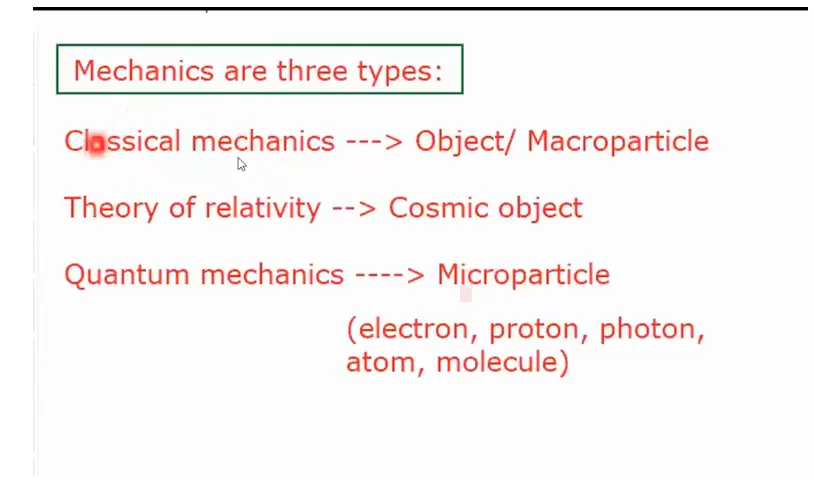 Mechanics are three types:
Classical mechanics ---> Object/ Macroparticle
Theory of relativity --> Cosmic object
Quantum mechanics ----> Microparticle
(electron, proton, photon,
atom, molecule)